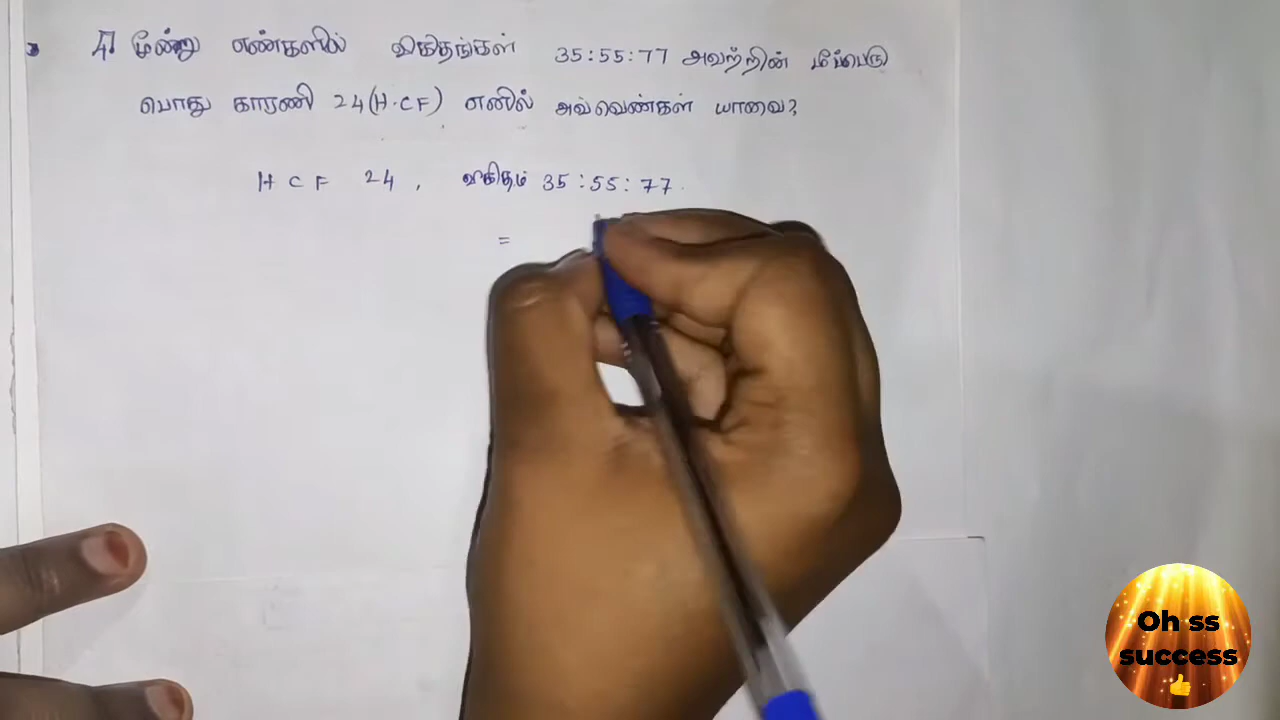 4] மூன்று எண்களில் விகிதங்கள் 35:55:77 அவற்றின் மீப்பெரு
பொது காரணி 24(H.CF) எனில் அவ்வெண்கள் யாவை?
HCF 24, விகிதம் 35:55:77.
=
Oh ss
success